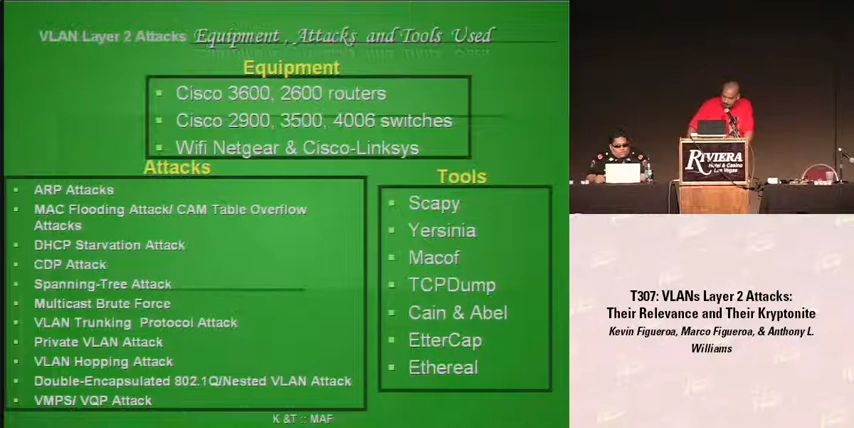 VLAN Layer 2 Attacks Equipment , Attacks and Tools Used
Equipment
Cisco 3600, 2600 routers
Cisco 2900, 3500, 4006 switches
Wifi Netgear & Cisco-Linksys
Attacks
ARP Attacks
MAC Flooding Attack/ CAM Table Overflow
Attacks
DHCP Starvation Attack
CDP Attack
Spanning-Tree Attack
Multicast Brute Force
VLAN Trunking Protocol Attack
Private VLAN Attack
VLAN Hopping Attack
Double-Encapsulated 802.1Q/Nested VLAN Attack
VMPS/ VQP Attack
Tools
Scapy
Yersinia
Macof
TCPDump
Cain & Abel
EtterCap
Ethereal
K &T :: MAF
RIVIERA
Hotel & Casino
Las Vegas
T307: VLANs Layer 2 Attacks:
Their Relevance and Their Kryptonite
Kevin Figueroa, Marco Figueroa, & Anthony L.
Williams